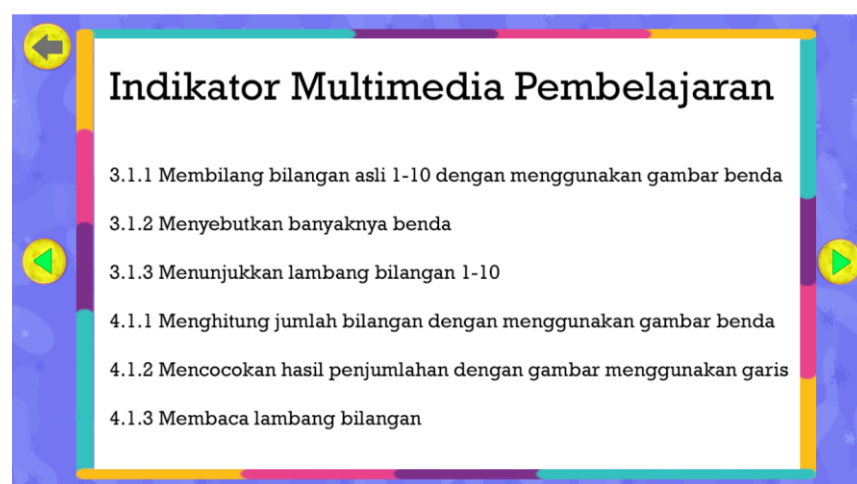 Indikator Multimedia Pembelajaran
3.1.1 Membilang bilangan asli 1-10 dengan menggunakan gambar benda
3.1.2 Menyebutkan banyaknya benda
3.1.3 Menunjukkan lambang bilangan 1-10
4.1.1 Menghitung jumlah bilangan dengan menggunakan gambar benda
4.1.2 Mencocokan hasil penjumlahan dengan gambar menggunakan garis
4.1.3 Membaca lambang bilangan